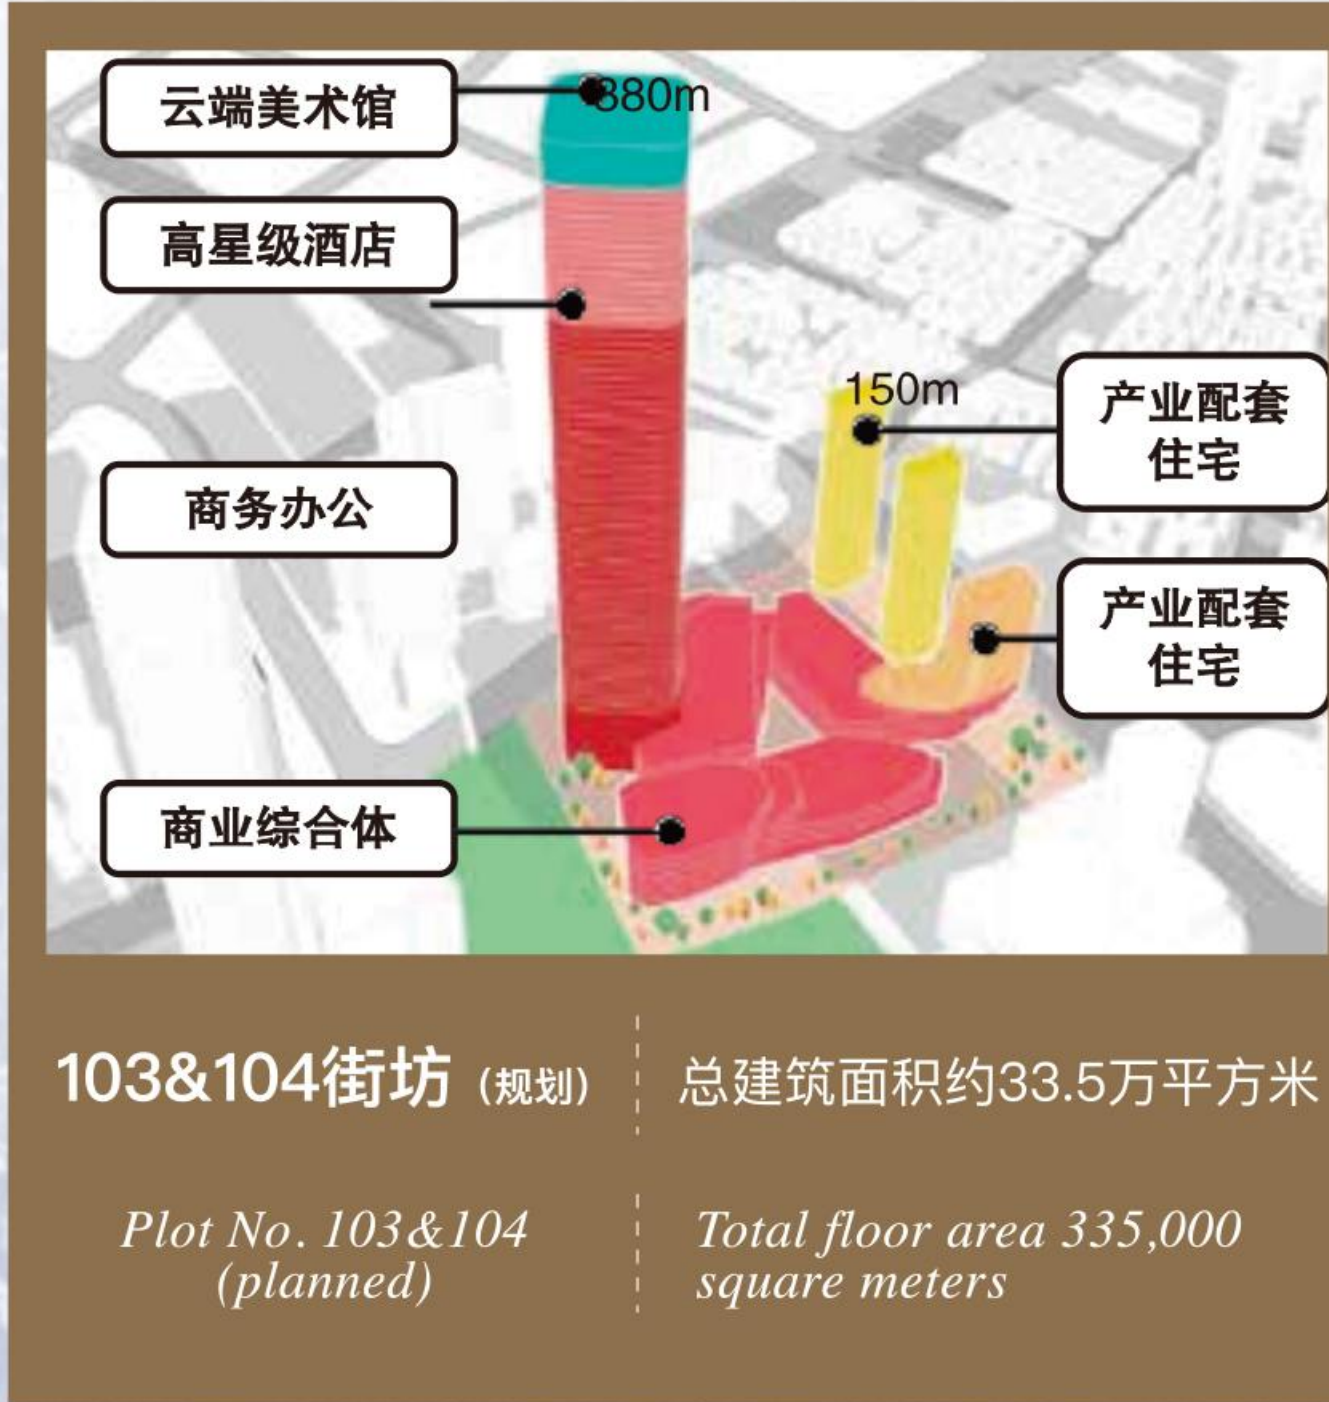 云端美术馆
380m
高星级酒店
150m
产业配套
住宅
商务办公
产业配套
住宅
商业综合体
103&104街坊（规划）
总建筑面积约33.5万平方米
Plot No. 103&104
(planned)
Total floor area 335,000
square meters